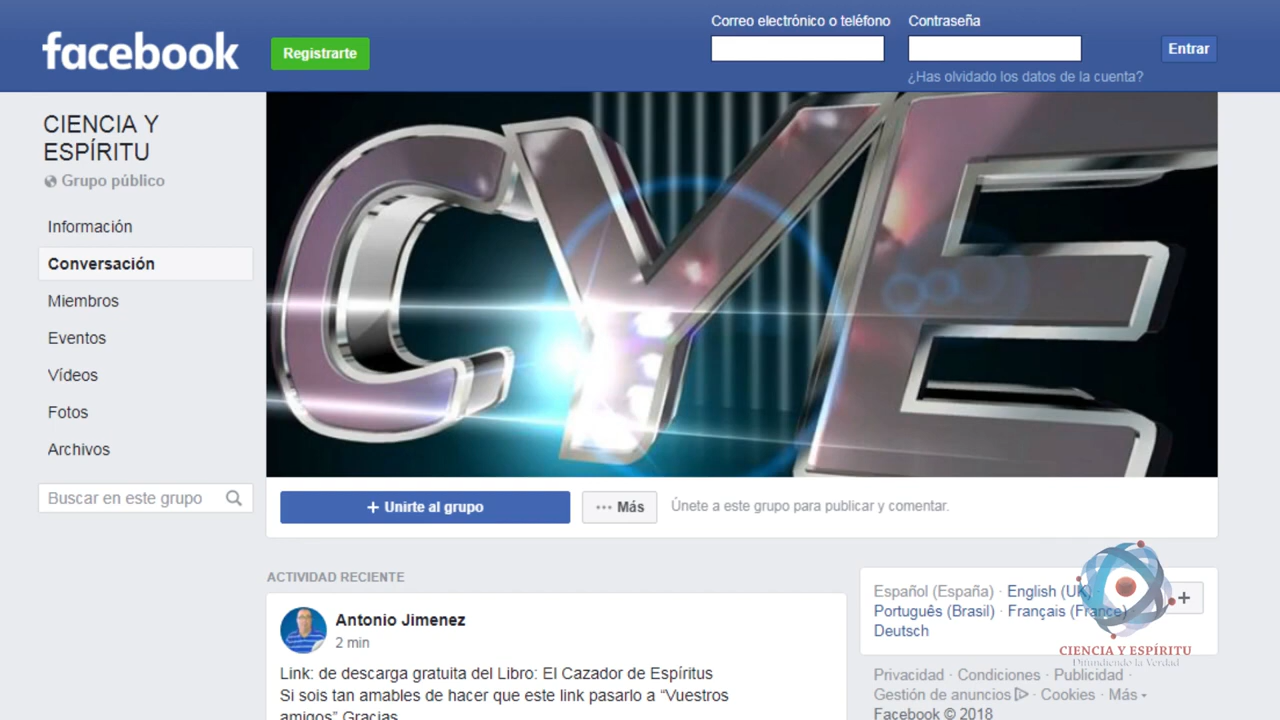 facebook
Registrarte
Correo electrónico o teléfono
Contraseña
Entrar
¿Has olvidado los datos de la cuenta?
CIENCIA Y
ESPÍRITU
Grupo público
Información
Conversación
Miembros
Eventos
Vídeos
Fotos
Archivos
Buscar en este grupo
CYE
+ Unirte al grupo
··· Más
Únete a este grupo para publicar y comentar.
ACTIVIDAD RECIENTE
Antonio Jimenez
2 min
Link: de descarga gratuita del Libro: El Cazador de Espíritus
Si sois tan amables de hacer que este link pasarlo a “Vuestros
amigos” Gracias
Español (España) · English (UK) ·
Português (Brasil) · Français (France) ·
Deutsch
+
CIENCIA Y ESPÍRITU
Difundiendo la Verdad
Privacidad · Condiciones · Publicidad ·
Gestión de anuncios · Cookies · Más
Facebook © 2018